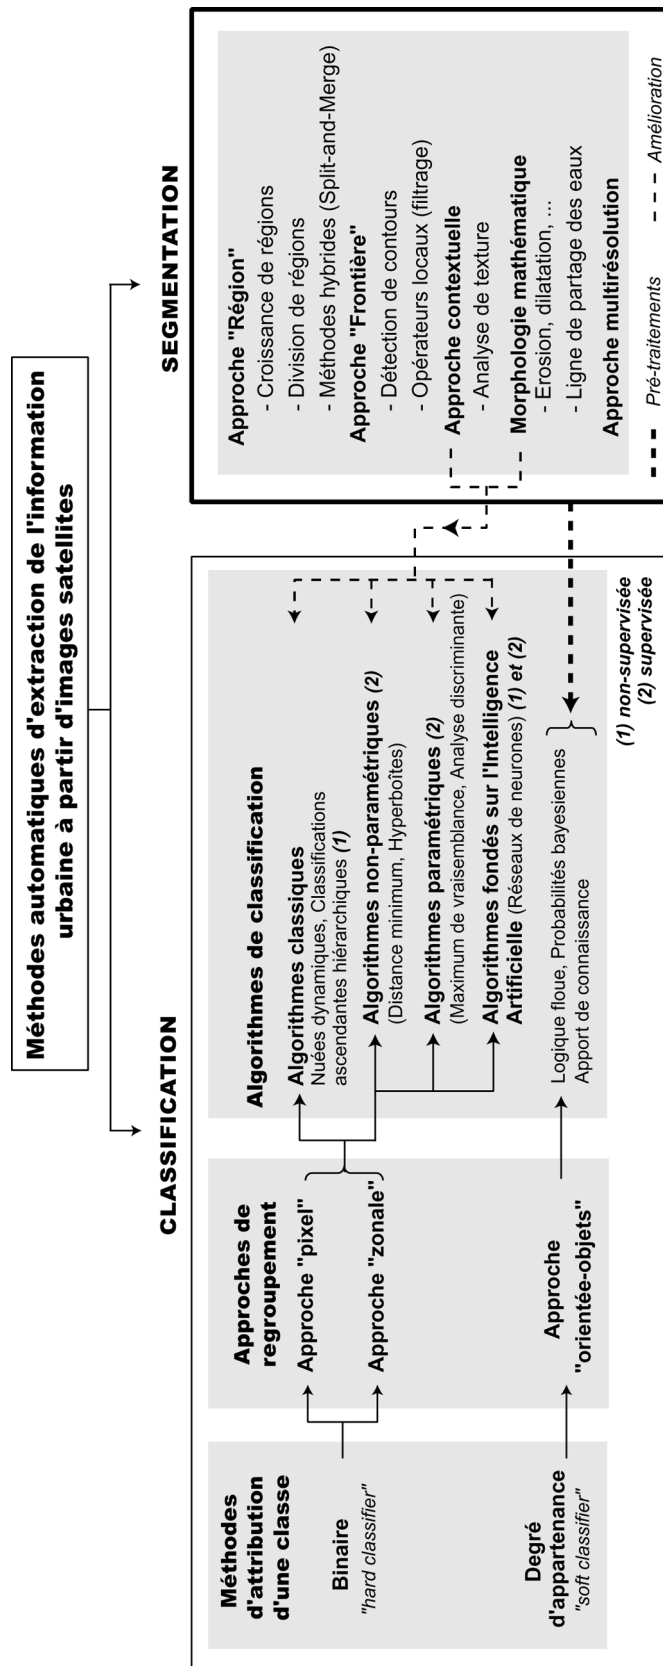 Méthodes automatiques d'extraction de l'information
urbaine à partir d'images satellites
CLASSIFICATION
SEGMENTATION
Méthodes
d'attribution
d'une classe
Binaire
"hard classifier"
Degré
d'appartenance
"soft classifier"
Approches de
regroupement
Approche "pixel"
Approche "zonale"
Approche
"orientée-objets"
Algorithmes de classification
Algorithmes classiques
Nuées dynamiques, Classifications
ascendantes hiérarchiques (1)
Algorithmes non-paramétriques (2)
(Distance minimum, Hyperboîtes)
Algorithmes paramétriques (2)
(Maximum de vraisemblance, Analyse discriminante)
Algorithmes fondés sur l'Intelligence
Artificielle (Réseaux de neurones) (1) et (2)
Logique floue, Probabilités bayesiennes
Apport de connaissance
(1) non-supervisée
(2) supervisée
Approche "Région"
- Croissance de régions
- Division de régions
- Méthodes hybrides (Split-and-Merge)
Approche "Frontière"
- Détection de contours
- Opérateurs locaux (filtrage)
Approche contextuelle
- Analyse de texture
Morphologie mathématique
- Erosion, dilatation, ...
- Ligne de partage des eaux
Approche multirésolution
Pré-traitements
Amélioration